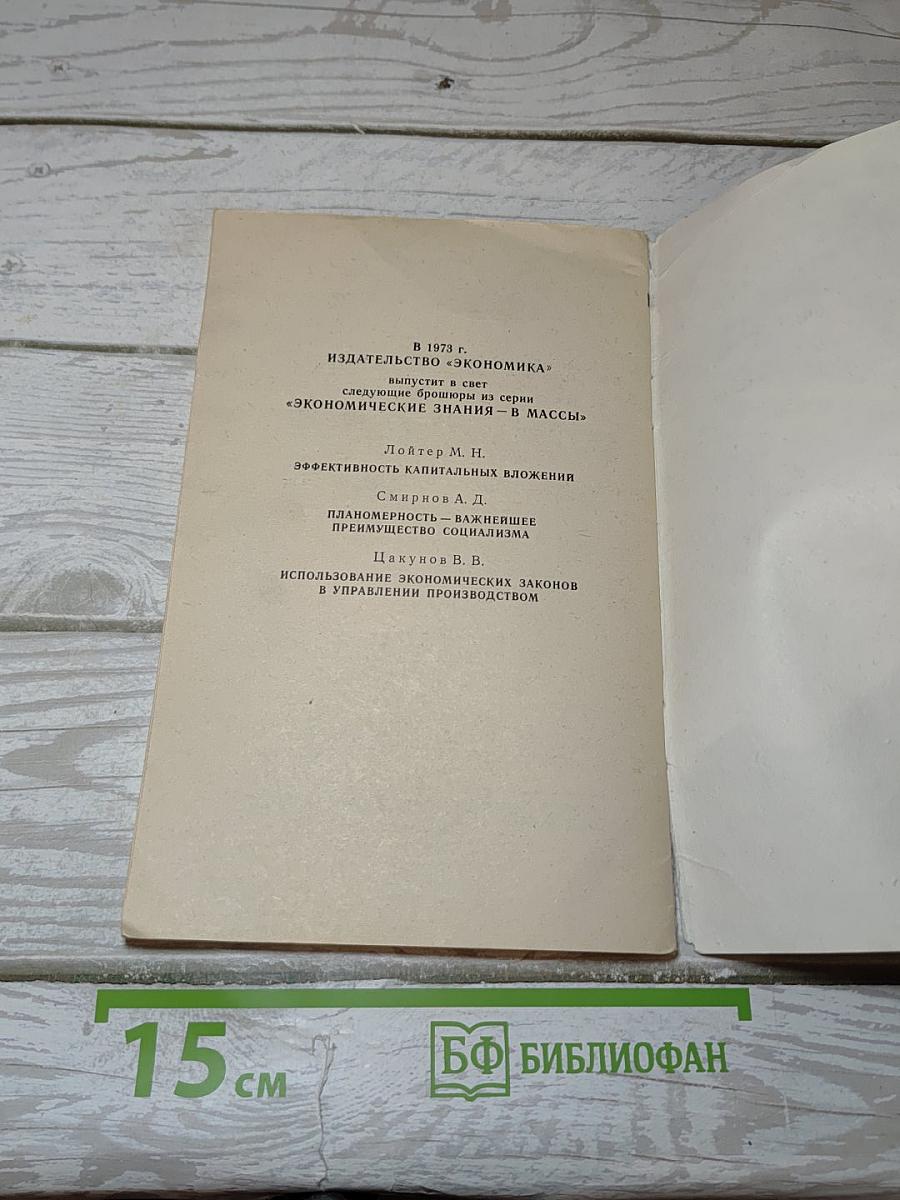 В 1973 г.
ИЗДАТЕЛЬСТВО «ЭКОНОМИКА»
выпустит в свет
следующие брошюры из серии
«ЭКОНОМИЧЕСКИЕ ЗНАНИЯ — В МАССЫ»
Лойтер М. Н.
ЭФФЕКТИВНОСТЬ КАПИТАЛЬНЫХ ВЛОЖЕНИЙ
Смирнов А. Д.
ПЛАНОМЕРНОСТЬ — ВАЖНЕЙШЕЕ
ПРЕИМУЩЕСТВО СОЦИАЛИЗМА
Цакунов В. В.
ИСПОЛЬЗОВАНИЕ ЭКОНОМИЧЕСКИХ ЗАКОНОВ
В УПРАВЛЕНИИ ПРОИЗВОДСТВОМ
15 см
БФ БИБЛИОФАН